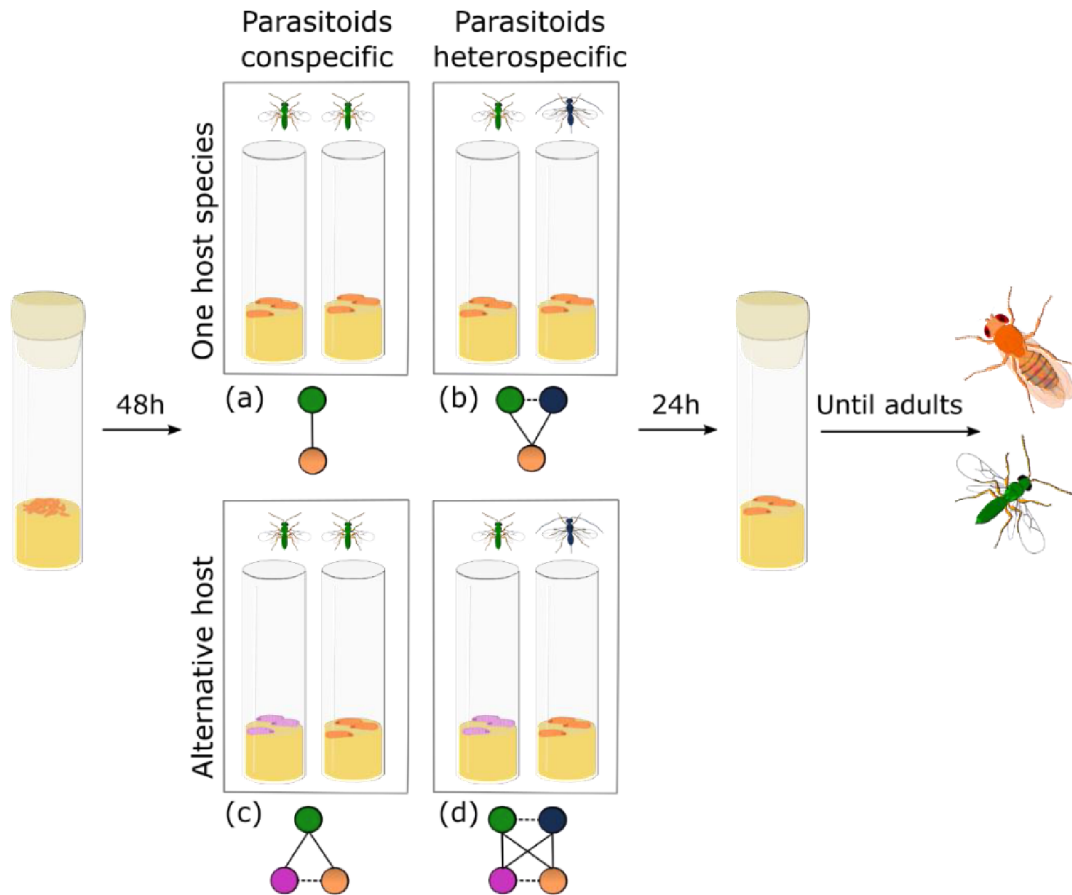 Parasitoids
conspecific
Parasitoids
heterospecific
One host species
48h
(a)
(b)
24h
Until adults
Alternative host
(c)
(d)